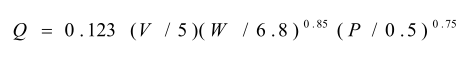 Q = 0.123 (V / 5)(W / 6.8)^0.85 (P / 0.5)^0.75